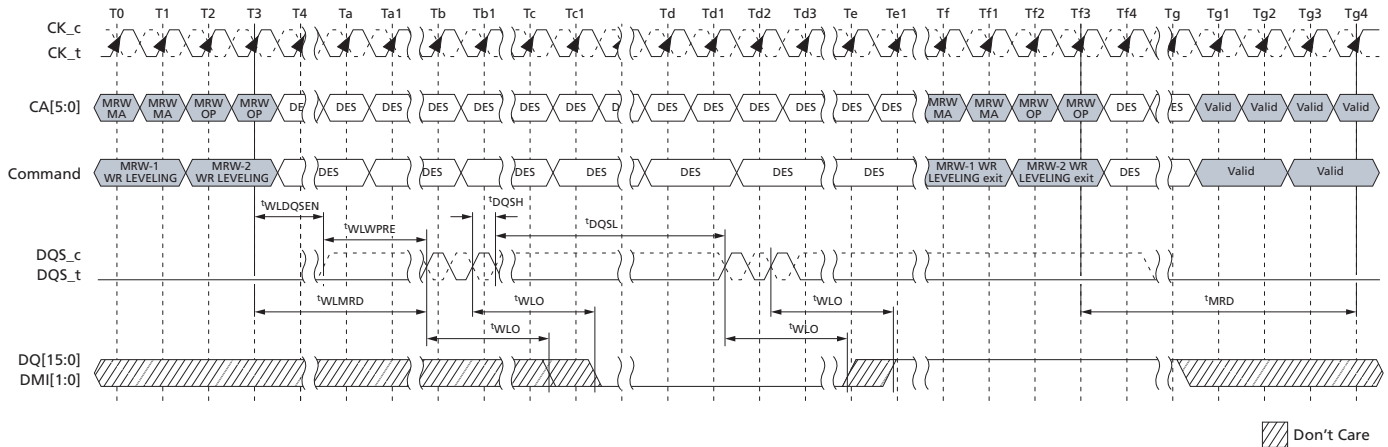 T0 T1 T2 T3 T4 Ta Ta1 Tb Tb1 Tc Tc1 Td Td1 Td2 Td3 Te Te1 Tf Tf1 Tf2 Tf3 Tf4 Tg Tg1 Tg2 Tg3 Tg4
CK_c
CK_t
CA[5:0]
MRW MA
MRW MA
MRW OP
MRW OP
DE DES DES DES DES DES DES D DES DES DES DES DES DES
MRW MA
MRW MA
MRW OP
MRW OP
DES ES Valid Valid Valid Valid
Command
MRW-1 WR LEVELING
MRW-2 WR LEVELING
DES DES DES DES DES DES DES
MRW-1 WR LEVELING exit
MRW-2 WR LEVELING exit
DES Valid Valid
tWLDQSEN
tDQSH
tWLWPRE
tDQSL
DQS_c
DQS_t
tWLMRD
tWLO
tWLO
tMRD
tWLO
tWLO
DQ[15:0]
DMI[1:0]
Don't Care